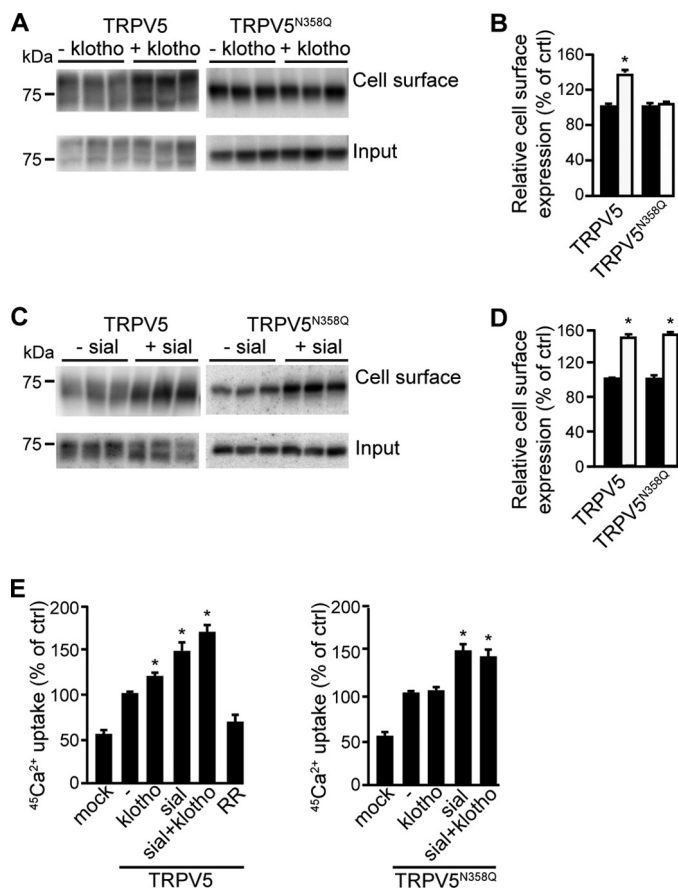 A
TRPV5 TRPV5N358Q
- klotho + klotho - klotho + klotho
kDa
75
Cell surface
75
Input
B
Relative cell surface
expression (% of crtl)
160
120
80
40
0
*
TRPV5
TRPV5N358Q
C
TRPV5 TRPV5N358Q
- sial + sial - sial + sial
kDa
75
Cell surface
75
Input
D
Relative cell surface
expression (% of ctrl)
160
120
80
40
0
* *
TRPV5
TRPV5N358Q
E
45Ca2+ uptake (% of ctrl)
200
150
100
50
0
* * *
mock
-
klotho
sial
sial+klotho
RR
TRPV5
45Ca2+ uptake (% of ctrl)
200
150
100
50
0
* *
mock
-
klotho
sial
sial+klotho
TRPV5N358Q